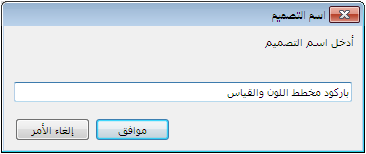 اسم التصميم
أدخل اسم التصميم
باركود مخطط اللون والقياس
موافق
إلغاء الأمر